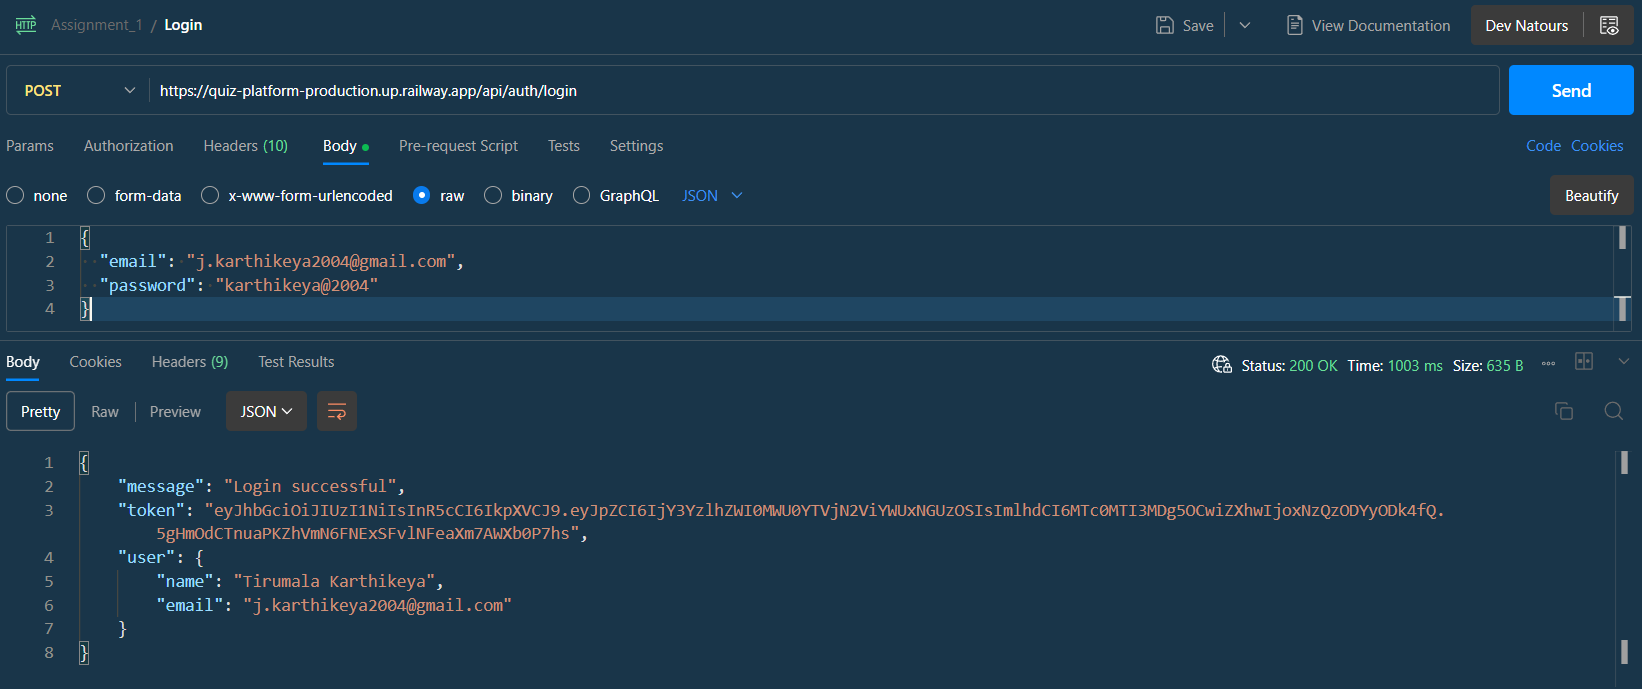 HTTP Assignment_1 / Login Save View Documentation Dev Natours
POST https://quiz-platform-production.up.railway.app/api/auth/login Send
Params Authorization Headers (10) Body Pre-request Script Tests Settings Code Cookies
none form-data x-www-form-urlencoded raw binary GraphQL JSON Beautify
1 {
2 "email": "j.karthikeya2004@gmail.com",
3 "password": "karthikeya@2004"
4 }
Body Cookies Headers (9) Test Results Status: 200 OK Time: 1003 ms Size: 635 B
Pretty Raw Preview JSON
1 {
2 "message": "Login successful",
3 "token": "eyJhbGciOiJIUzI1NiIsInR5cCI6IkpXVCJ9.eyJpZCI6IjY3YzlhZWI0MWU0YTVjN2ViYWUxNGUzOSIsImlhdCI6MTc0MTI3MDg5OCwiZXhwIjoxNzQzODYyODk4fQ.
5gHmOdCTnuaPKZhVmN6FNExSFvlNFeaXm7AWXb0P7hs",
4 "user": {
5 "name": "Tirumala Karthikeya",
6 "email": "j.karthikeya2004@gmail.com"
7 }
8 }